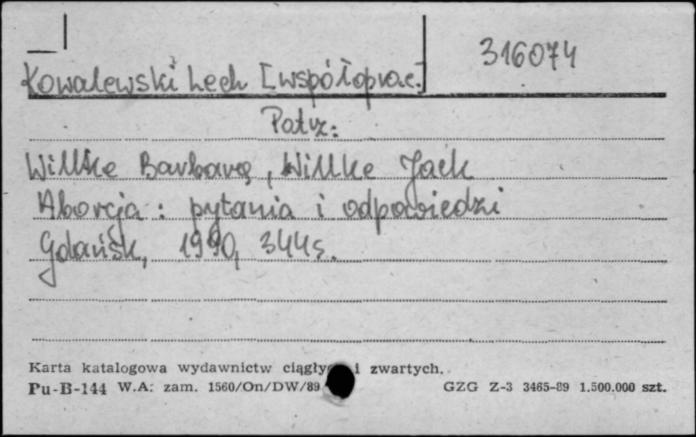 316074
Kowalewski Lech [współoprac.]
Patrz:
Willke Barbara, Willke Jack
Aborcja : pytania i odpowiedzi
Gdańsk, 1990, 344 s.
Karta katalogowa wydawnictw i zwartych.
Pu-B-144 W.A: zam. 1560/On/DW/89 GZG Z-3 3465-89 1.500.000 szt.